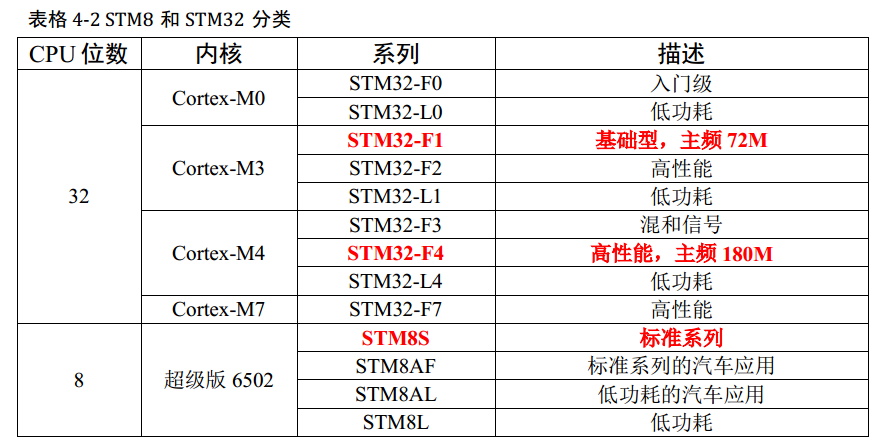 表格 4-2 STM8 和 STM32 分类
CPU 位数 内核 系列 描述
32 Cortex-M0 STM32-F0 入门级
STM32-L0 低功耗
Cortex-M3 STM32-F1 基础型，主频 72M
STM32-F2 高性能
STM32-L1 低功耗
Cortex-M4 STM32-F3 混和信号
STM32-F4 高性能，主频 180M
STM32-L4 低功耗
Cortex-M7 STM32-F7 高性能
8 超级版 6502 STM8S 标准系列
STM8AF 标准系列的汽车应用
STM8AL 低功耗的汽车应用
STM8L 低功耗